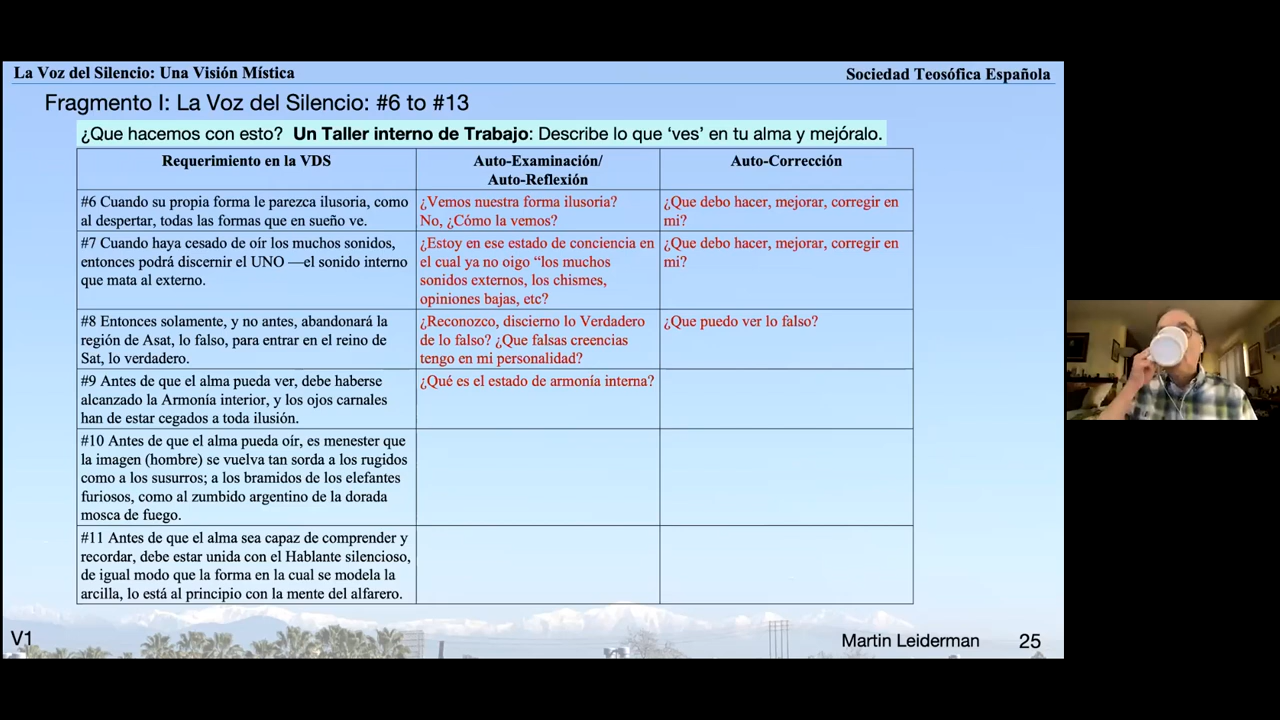 La Voz del Silencio: Una Visión Mística
Sociedad Teosófica Española
Fragmento I: La Voz del Silencio: #6 to #13
¿Que hacemos con esto? Un Taller interno de Trabajo: Describe lo que ‘ves’ en tu alma y mejóralo.
Requerimiento en la VDS
Auto-Examinación/
Auto-Reflexión
Auto-Corrección
#6 Cuando su propia forma le parezca ilusoria, como
al despertar, todas las formas que en sueño ve.
¿Vemos nuestra forma ilusoria?
No, ¿Cómo la vemos?
¿Que debo hacer, mejorar, corregir en
mi?
#7 Cuando haya cesado de oír los muchos sonidos,
entonces podrá discernir el UNO —el sonido interno
que mata al externo.
¿Estoy en ese estado de conciencia en
el cual ya no oigo “los muchos
sonidos externos, los chismes,
opiniones bajas, etc?
¿Que debo hacer, mejorar, corregir en
mi?
#8 Entonces solamente, y no antes, abandonará la
región de Asat, lo falso, para entrar en el reino de
Sat, lo verdadero.
¿Reconozco, discierno lo Verdadero
de lo falso? ¿Que falsas creencias
tengo en mi personalidad?
¿Que puedo ver lo falso?
#9 Antes de que el alma pueda ver, debe haberse
alcanzado la Armonía interior, y los ojos carnales
han de estar cegados a toda ilusión.
¿Qué es el estado de armonía interna?
#10 Antes de que el alma pueda oír, es menester que
la imagen (hombre) se vuelva tan sorda a los rugidos
como a los susurros; a los bramidos de los elefantes
furiosos, como al zumbido argentino de la dorada
mosca de fuego.
#11 Antes de que el alma sea capaz de comprender y
recordar, debe estar unida con el Hablante silencioso,
de igual modo que la forma en la cual se modela la
arcilla, lo está al principio con la mente del alfarero.
V1
Martin Leiderman
25